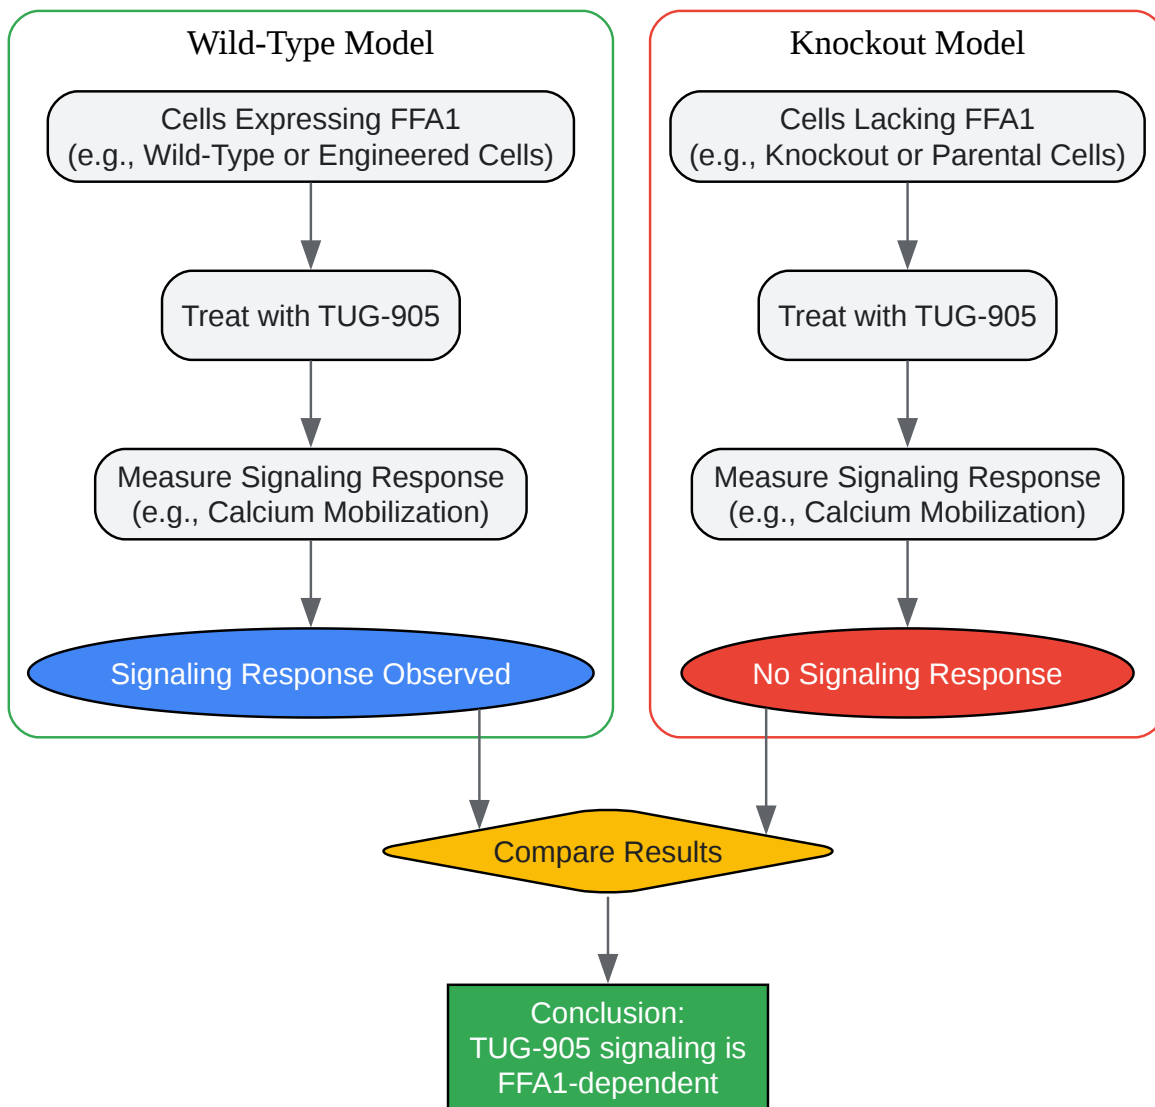 Wild-Type Model
Cells Expressing FFA1
(e.g., Wild-Type or Engineered Cells)
Treat with TUG-905
Measure Signaling Response
(e.g., Calcium Mobilization)
Signaling Response Observed
Knockout Model
Cells Lacking FFA1
(e.g., Knockout or Parental Cells)
Treat with TUG-905
Measure Signaling Response
(e.g., Calcium Mobilization)
No Signaling Response
Compare Results
Conclusion:
TUG-905 signaling is
FFA1-dependent